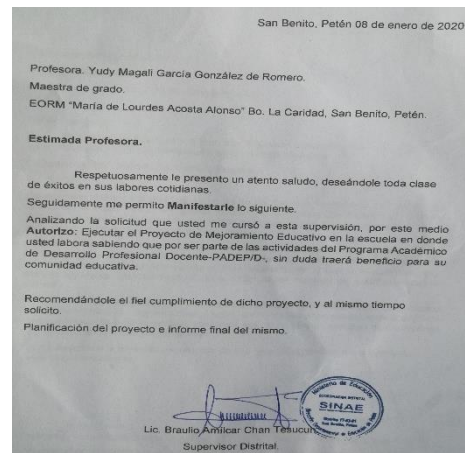 San Benito, Petén 08 de enero de 2020
Profesora. Yudy Magali García González de Romero.
Maestra de grado.
EORM "María de Lourdes Acosta Alonso" Bo. La Caridad, San Benito, Petén.
Estimada Profesora.
Respetuosamente le presento un atento saludo, deseándole toda clase
de éxitos en sus labores cotidianas.
Seguidamente me permito Manifestarle lo siguiente.
Analizando la solicitud que usted me cursó a esta supervisión, por este medio
Autorizo: Ejecutar el Proyecto de Mejoramiento Educativo en la escuela en donde
usted labora sabiendo que por ser parte de las actividades del Programa Académico
de Desarrollo Profesional Docente-PADEP/D-, sin duda traerá beneficio para su
comunidad educativa.
Recomendándole el fiel cumplimiento de dicho proyecto, y al mismo tiempo
solicito.
Planificación del proyecto e informe final del mismo.
Ministerio de Educación
SINAE
Lic. Braulio Amilcar Chan Tesucun
Supervisor Distrital.